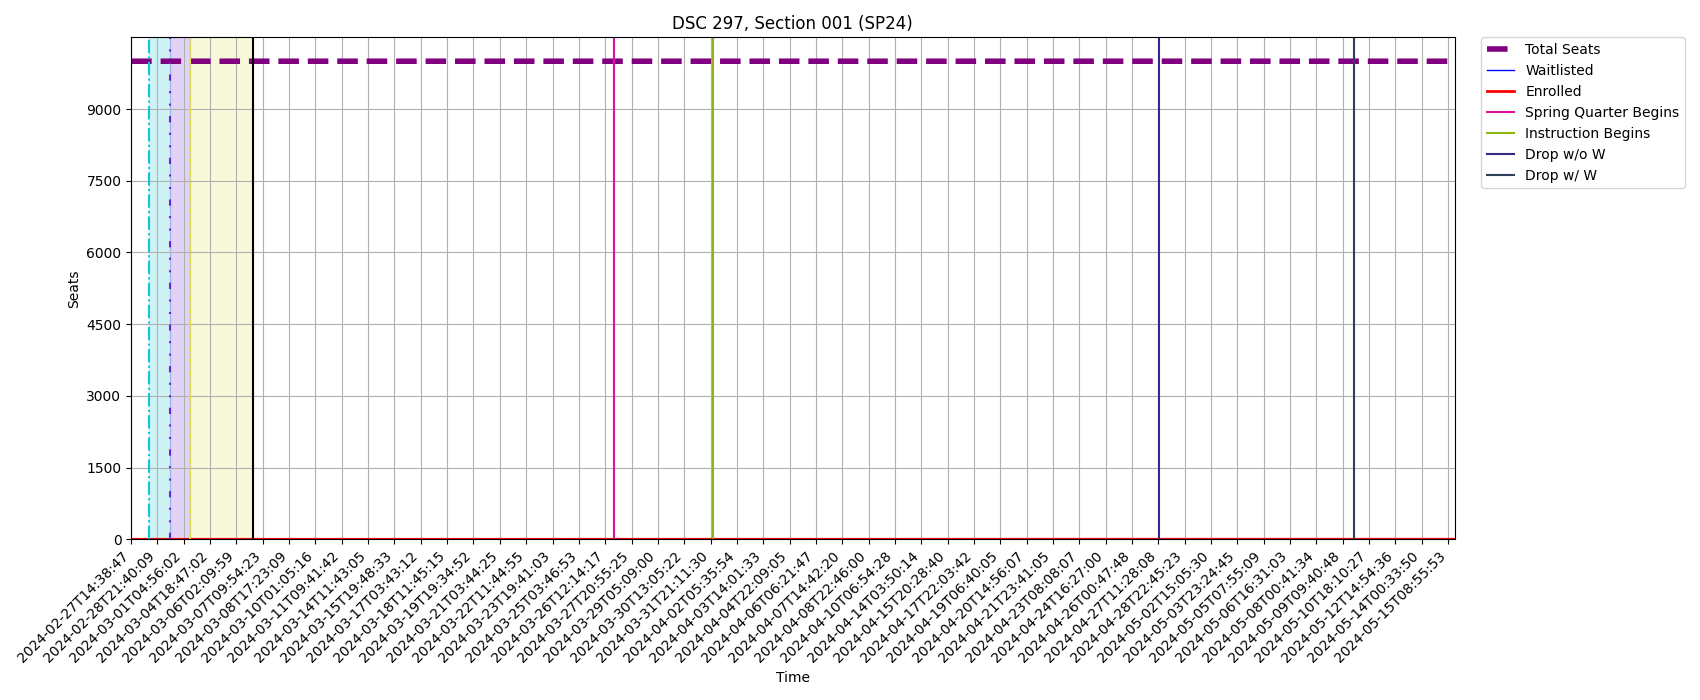 DSC 297, Section 001 (SP24)
Total Seats
Waitlisted
Enrolled
Spring Quarter Begins
Instruction Begins
Drop w/o W
Drop w/ W
Seats
9000
7500
6000
4500
3000
1500
0
2024-02-27T14:38:47
2024-02-28T21:40:09
2024-03-01T04:56:02
2024-03-04T18:47:02
2024-03-06T02:09:59
2024-03-07T09:54:23
2024-03-08T17:23:09
2024-03-10T01:05:16
2024-03-11T09:41:42
2024-03-14T11:43:05
2024-03-15T19:48:33
2024-03-17T03:43:12
2024-03-18T11:45:15
2024-03-19T19:34:52
2024-03-21T03:44:25
2024-03-22T11:44:55
2024-03-23T19:41:03
2024-03-25T03:46:53
2024-03-26T12:14:17
2024-03-27T20:55:25
2024-03-29T05:09:00
2024-03-30T13:05:22
2024-03-31T21:11:30
2024-04-02T05:35:54
2024-04-03T14:01:33
2024-04-04T22:09:05
2024-04-06T06:21:47
2024-04-07T14:42:20
2024-04-08T22:46:00
2024-04-10T06:54:28
2024-04-14T03:50:14
2024-04-15T20:28:40
2024-04-17T22:03:42
2024-04-19T06:40:05
2024-04-20T14:56:07
2024-04-21T23:41:05
2024-04-23T08:08:07
2024-04-24T16:27:00
2024-04-26T00:47:48
2024-04-27T11:28:08
2024-04-28T22:45:23
2024-05-02T15:05:30
2024-05-03T23:24:45
2024-05-05T07:55:09
2024-05-06T16:31:03
2024-05-08T00:41:34
2024-05-09T09:40:48
2024-05-10T18:10:27
2024-05-12T14:54:36
2024-05-14T00:33:50
2024-05-15T08:55:53
Time